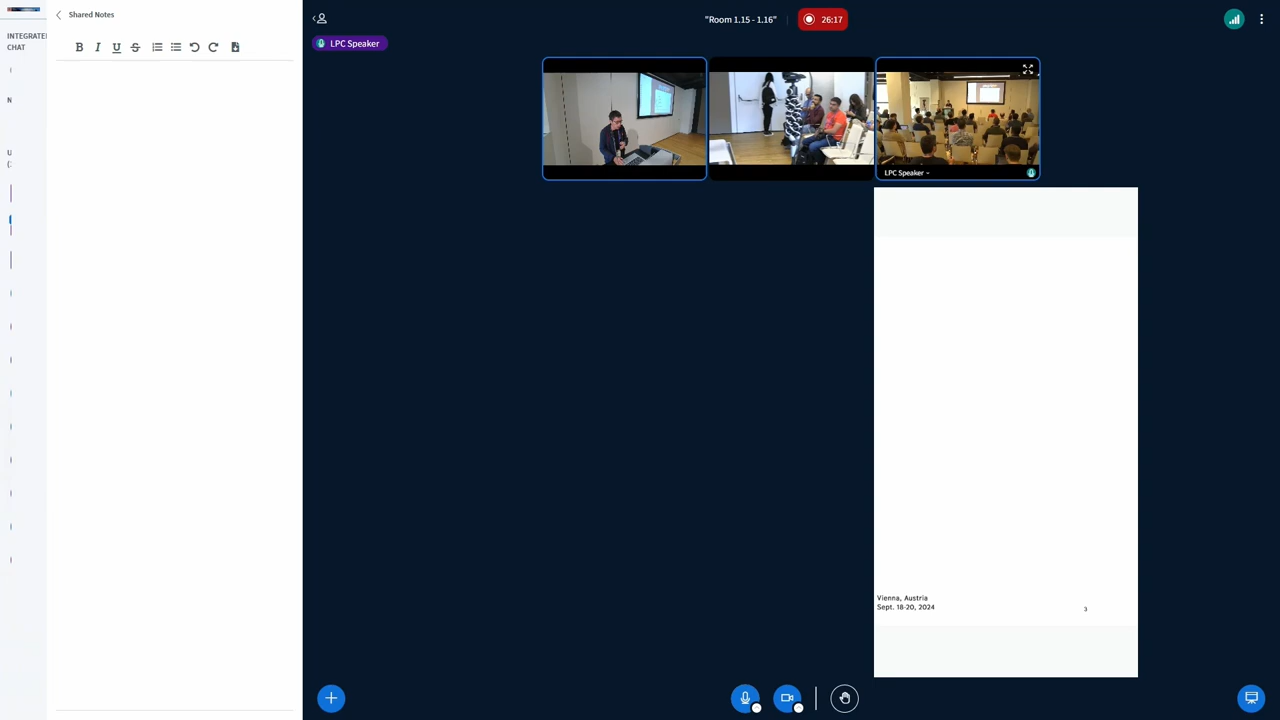 Shared Notes
INTEGRATE
CHAT
N
U
B I U S
"Room 1.15 - 1.16"
26:17
LPC Speaker
LPC Speaker
Vienna, Austria
Sept. 18-20, 2024
3